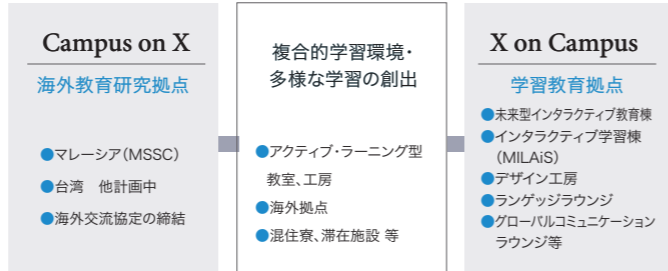 Campus on X
海外教育研究拠点
●マレーシア(MSSC)
●台湾　他計画中
●海外交流協定の締結
複合的学習環境・
多様な学習の創出
●アクティブ・ラーニング型
教室、工房
●海外拠点
●混住寮、滞在施設 等
X on Campus
学習教育拠点
●未来型インタラクティブ教育棟
●インタラクティブ学習棟
（MILAiS）
●デザイン工房
●ランゲッジラウンジ
●グローバルコミュニケーション
ラウンジ等